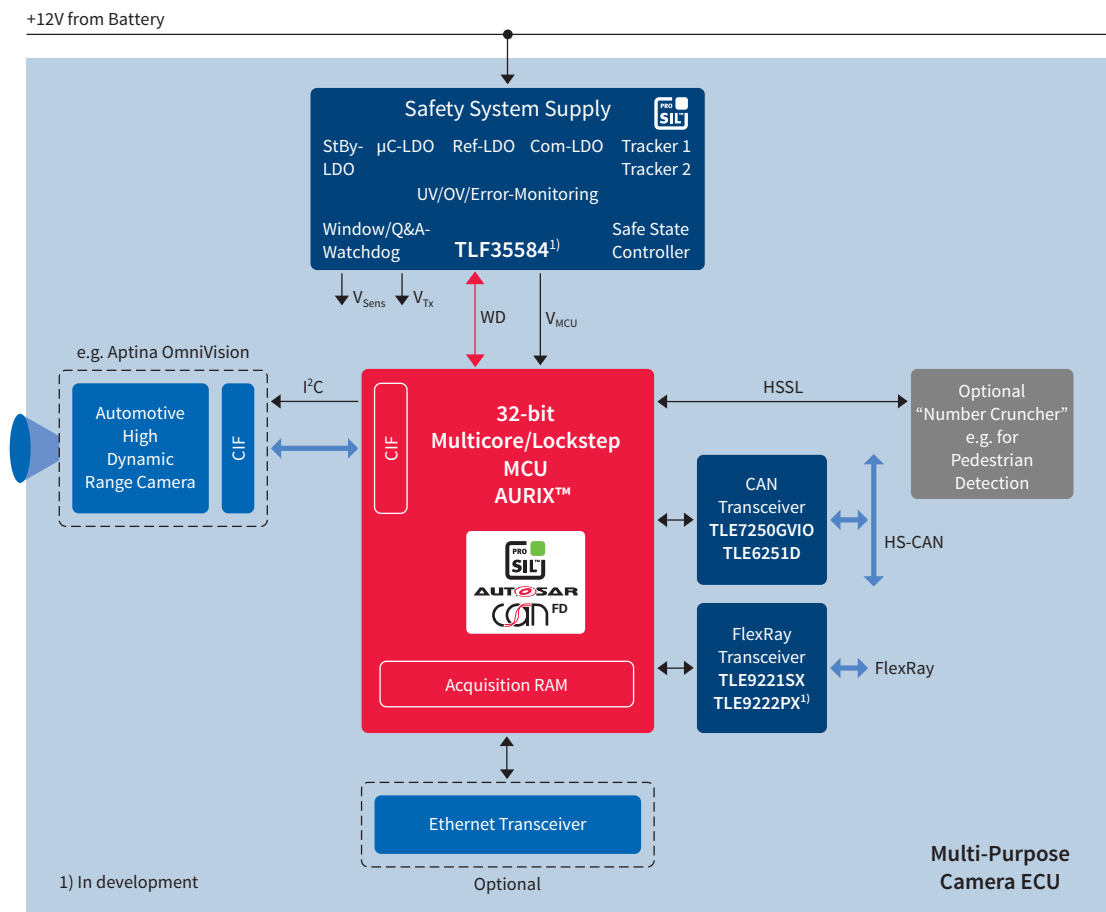 +12V from Battery
Safety System Supply
PRO
SIL™
StBy-
LDO
µC-LDO
Ref-LDO
Com-LDO
Tracker 1
Tracker 2
UV/OV/Error-Monitoring
Window/Q&A-
Watchdog
TLF35584¹⁾
Safe State
Controller
V_Sens
V_Tx
WD
V_MCU
e.g. Aptina OmniVision
Automotive
High
Dynamic
Range Camera
CIF
I²C
CIF
32-bit
Multicore/Lockstep
MCU
AURIX™
PRO
SIL™
AUTOSAR
CAN FD
Acquisition RAM
HSSL
Optional
“Number Cruncher”
e.g. for
Pedestrian
Detection
CAN
Transceiver
TLE7250GVIO
TLE6251D
HS-CAN
FlexRay
Transceiver
TLE9221SX
TLE9222PX¹⁾
FlexRay
Ethernet Transceiver
Optional
1) In development
Multi-Purpose
Camera ECU